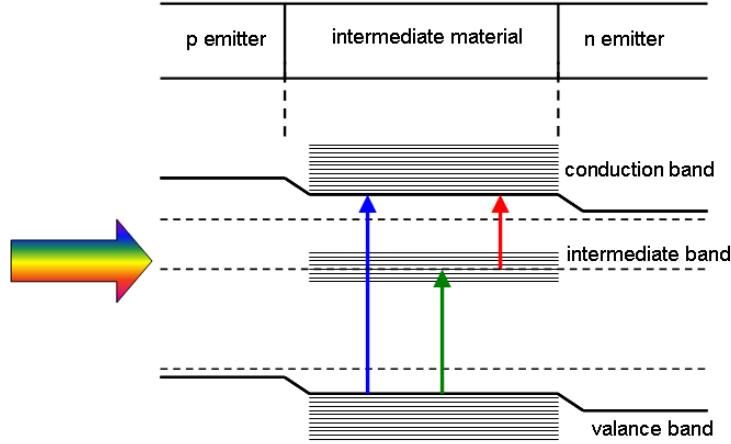 p emitter
intermediate material
n emitter
conduction band
intermediate band
valance band